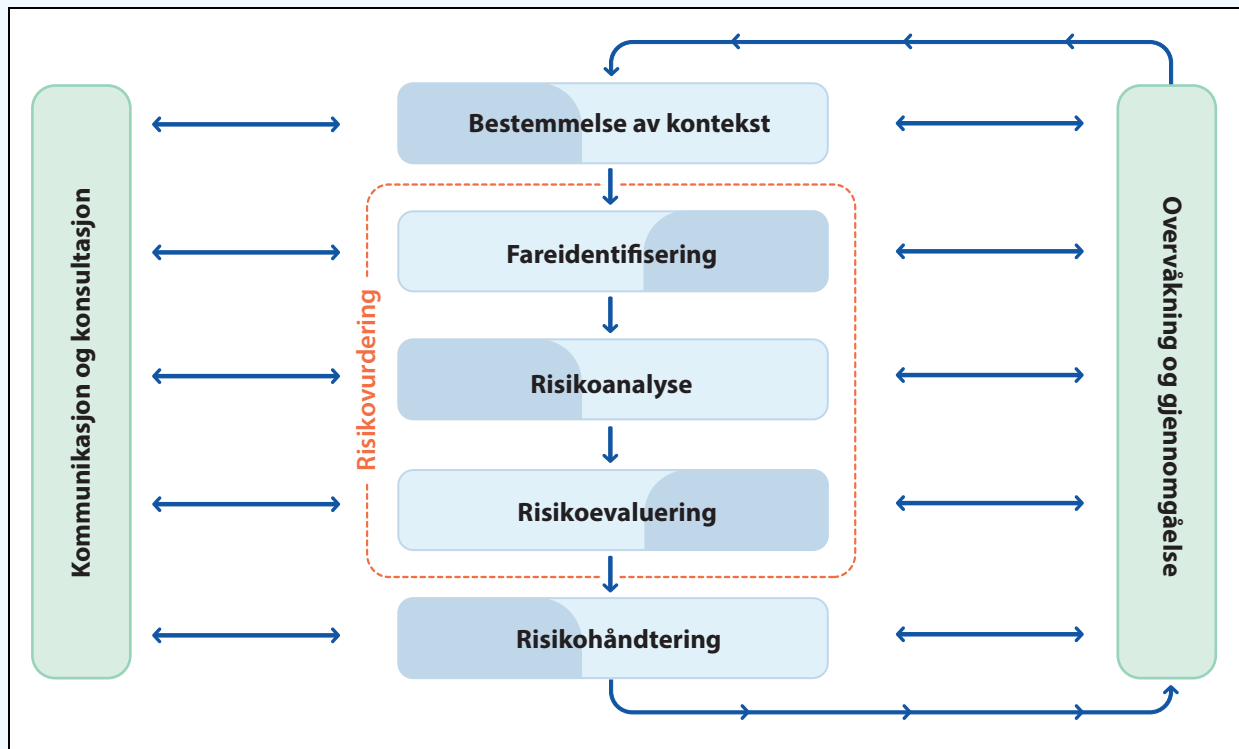 Kommunikasjon og konsultasjon
Bestemmelse av kontekst
Risikovurdering
Fareidentifisering
Risikoanalyse
Risikoevaluering
Risikohåndtering
Overvåkning og gjennomgåelse